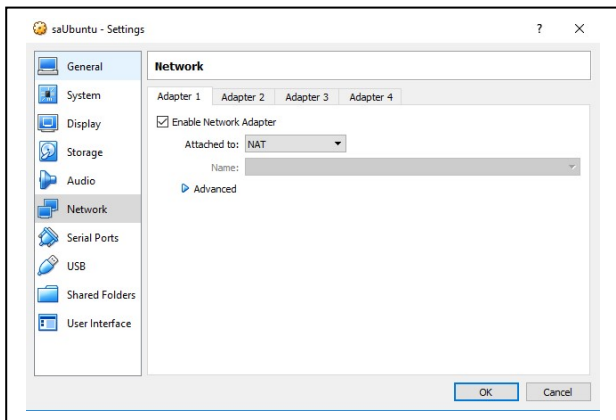 saUbuntu - Settings
?
General
System
Display
Storage
Audio
Network
Serial Ports
USB
Shared Folders
User Interface
Network
Adapter 1 Adapter 2 Adapter 3 Adapter 4
Enable Network Adapter
Attached to: NAT
Name:
Advanced
OK Cancel